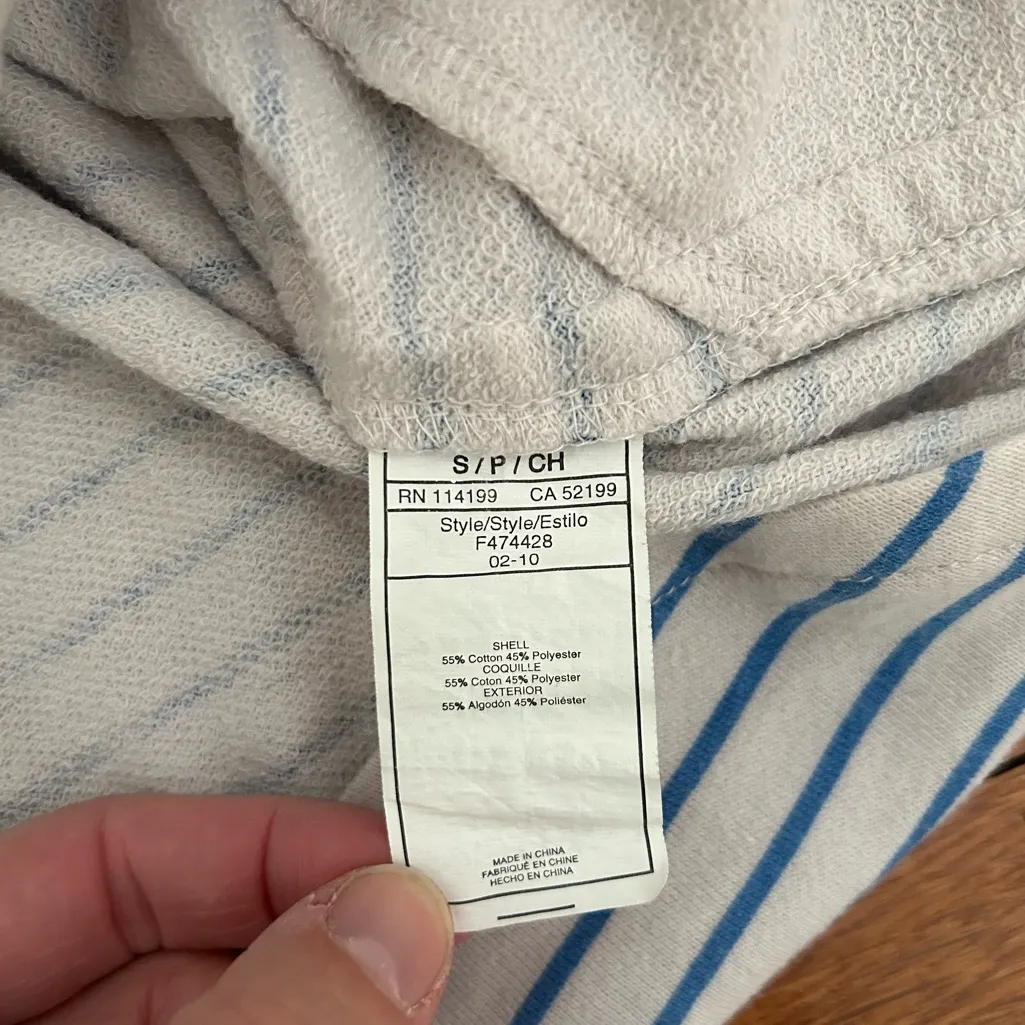 S / P / CH
RN 114199 CA 52199
Style/Style/Estilo
F474428
02-10
SHELL
55% Cotton 45% Polyester
COQUILLE
55% Coton 45% Polyester
EXTERIOR
55% Algodón 45% Poliéster
MADE IN CHINA
FABRIQUÉ EN CHINE
HECHO EN CHINA